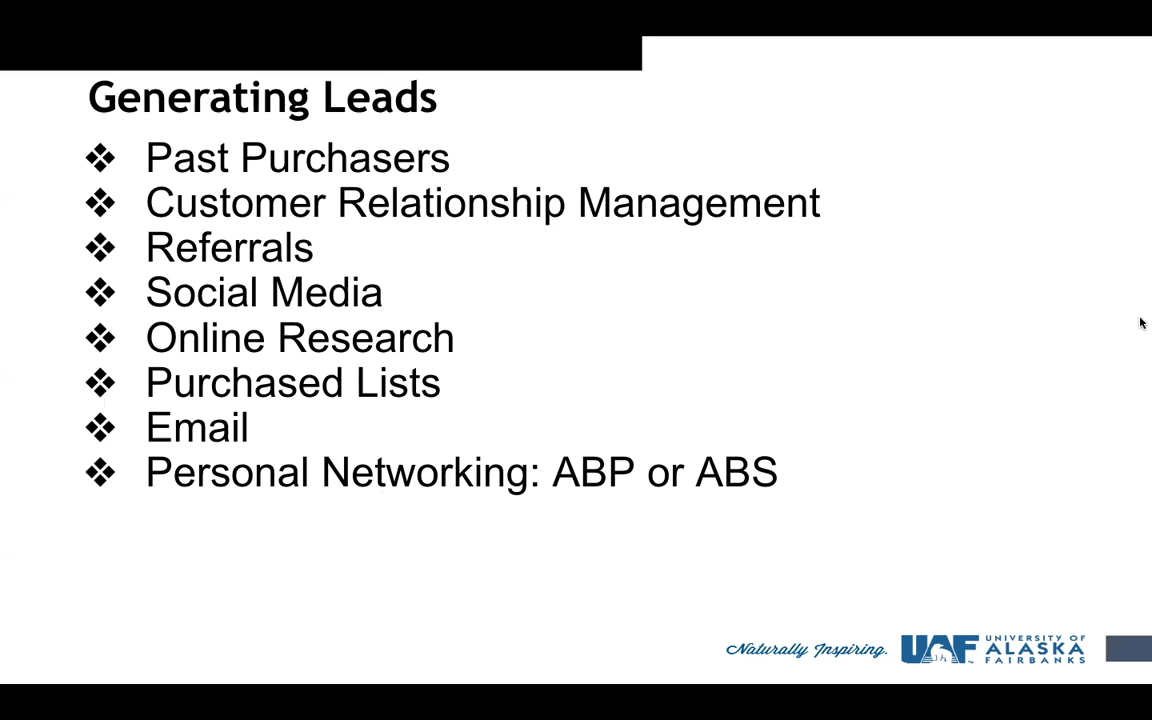 Generating Leads
❖ Past Purchasers
❖ Customer Relationship Management
❖ Referrals
❖ Social Media
❖ Online Research
❖ Purchased Lists
❖ Email
❖ Personal Networking: ABP or ABS
Naturally Inspiring.
UAF
UNIVERSITY OF
ALASKA
FAIRBANKS